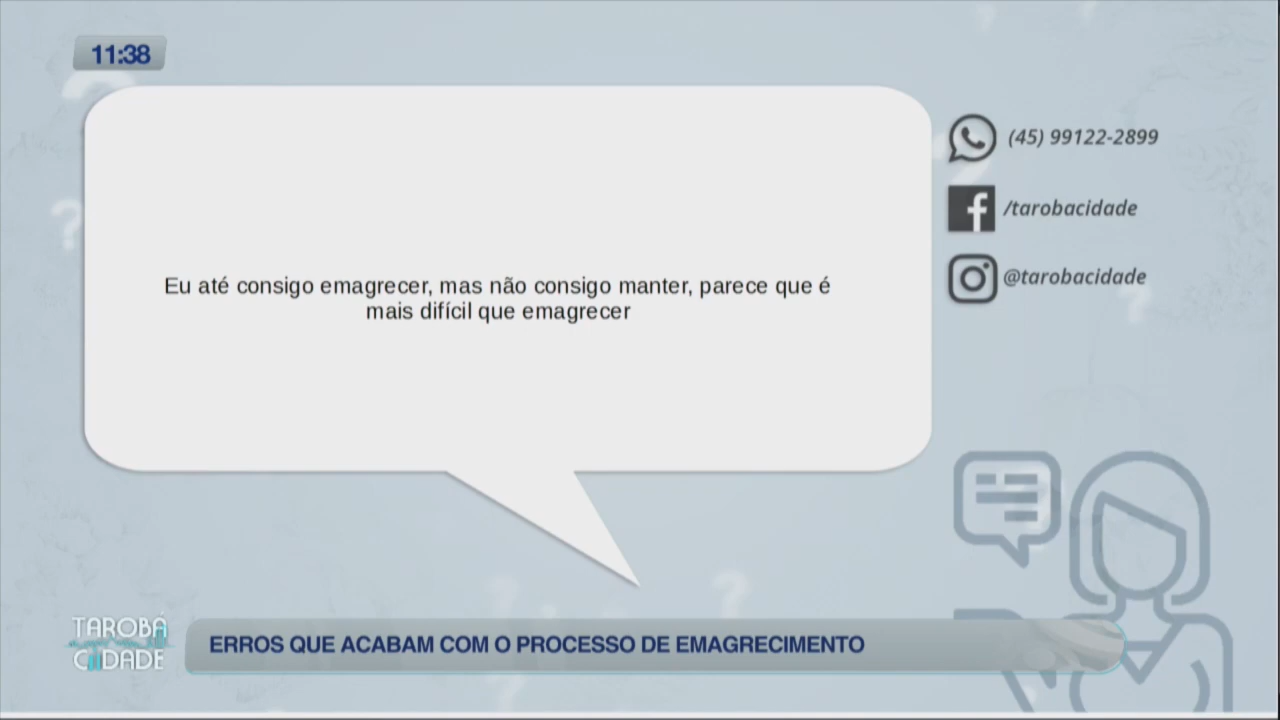 11:38
(45) 99122-2899
/tarobacidade
@tarobacidade
Eu até consigo emagrecer, mas não consigo manter, parece que é
mais difícil que emagrecer
TAROBÁ
CIDADE
ERROS QUE ACABAM COM O PROCESSO DE EMAGRECIMENTO